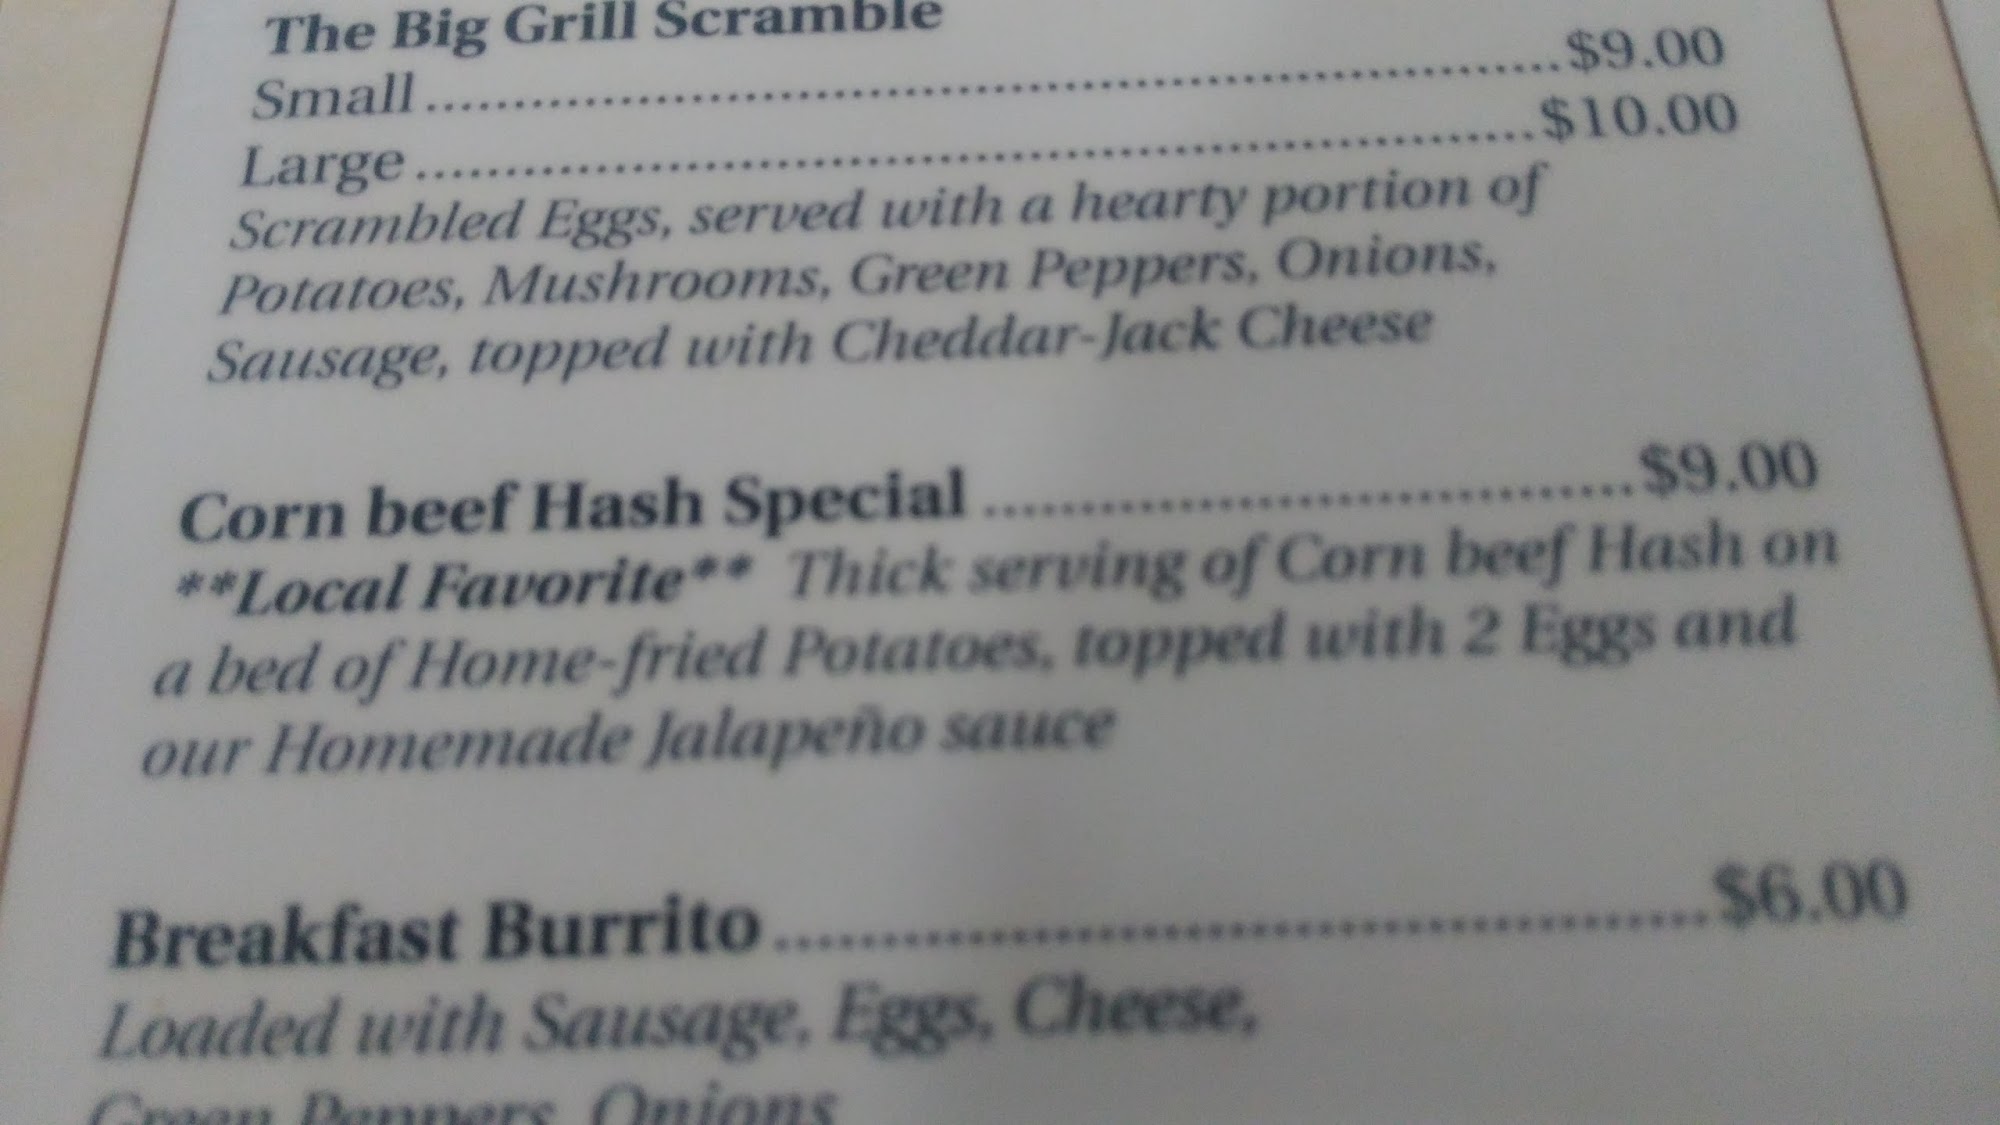 The Big Grill Scramble
Small ........................................................ $9.00
Large ........................................................ $10.00
Scrambled Eggs, served with a hearty portion of
Potatoes, Mushrooms, Green Peppers, Onions,
Sausage, topped with Cheddar-Jack Cheese
Corn beef Hash Special ........................................ $9.00
**Local Favorite** Thick serving of Corn beef Hash on
a bed of Home-fried Potatoes, topped with 2 Eggs and
our Homemade Jalapeño sauce
Breakfast Burrito ........................................ $6.00
Loaded with Sausage, Eggs, Cheese,
Green Peppers, Onions